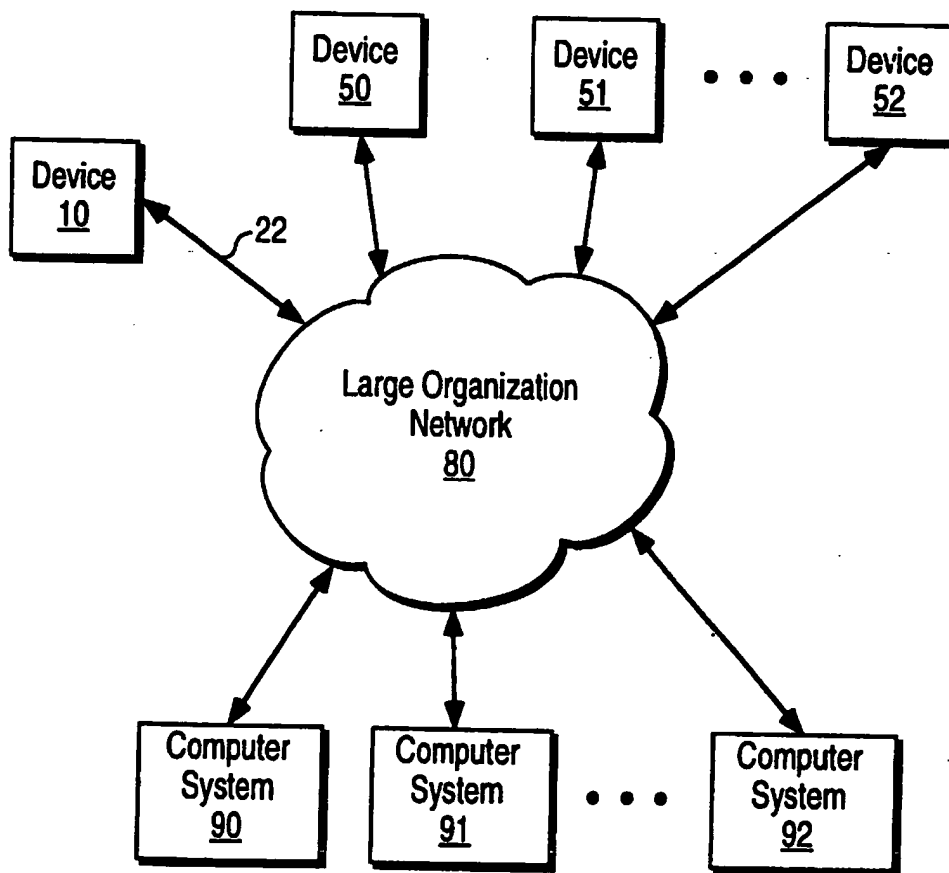 Device
50
Device
51
Device
52
Device
10
22
Large Organization
Network
80
Computer
System
90
Computer
System
91
Computer
System
92